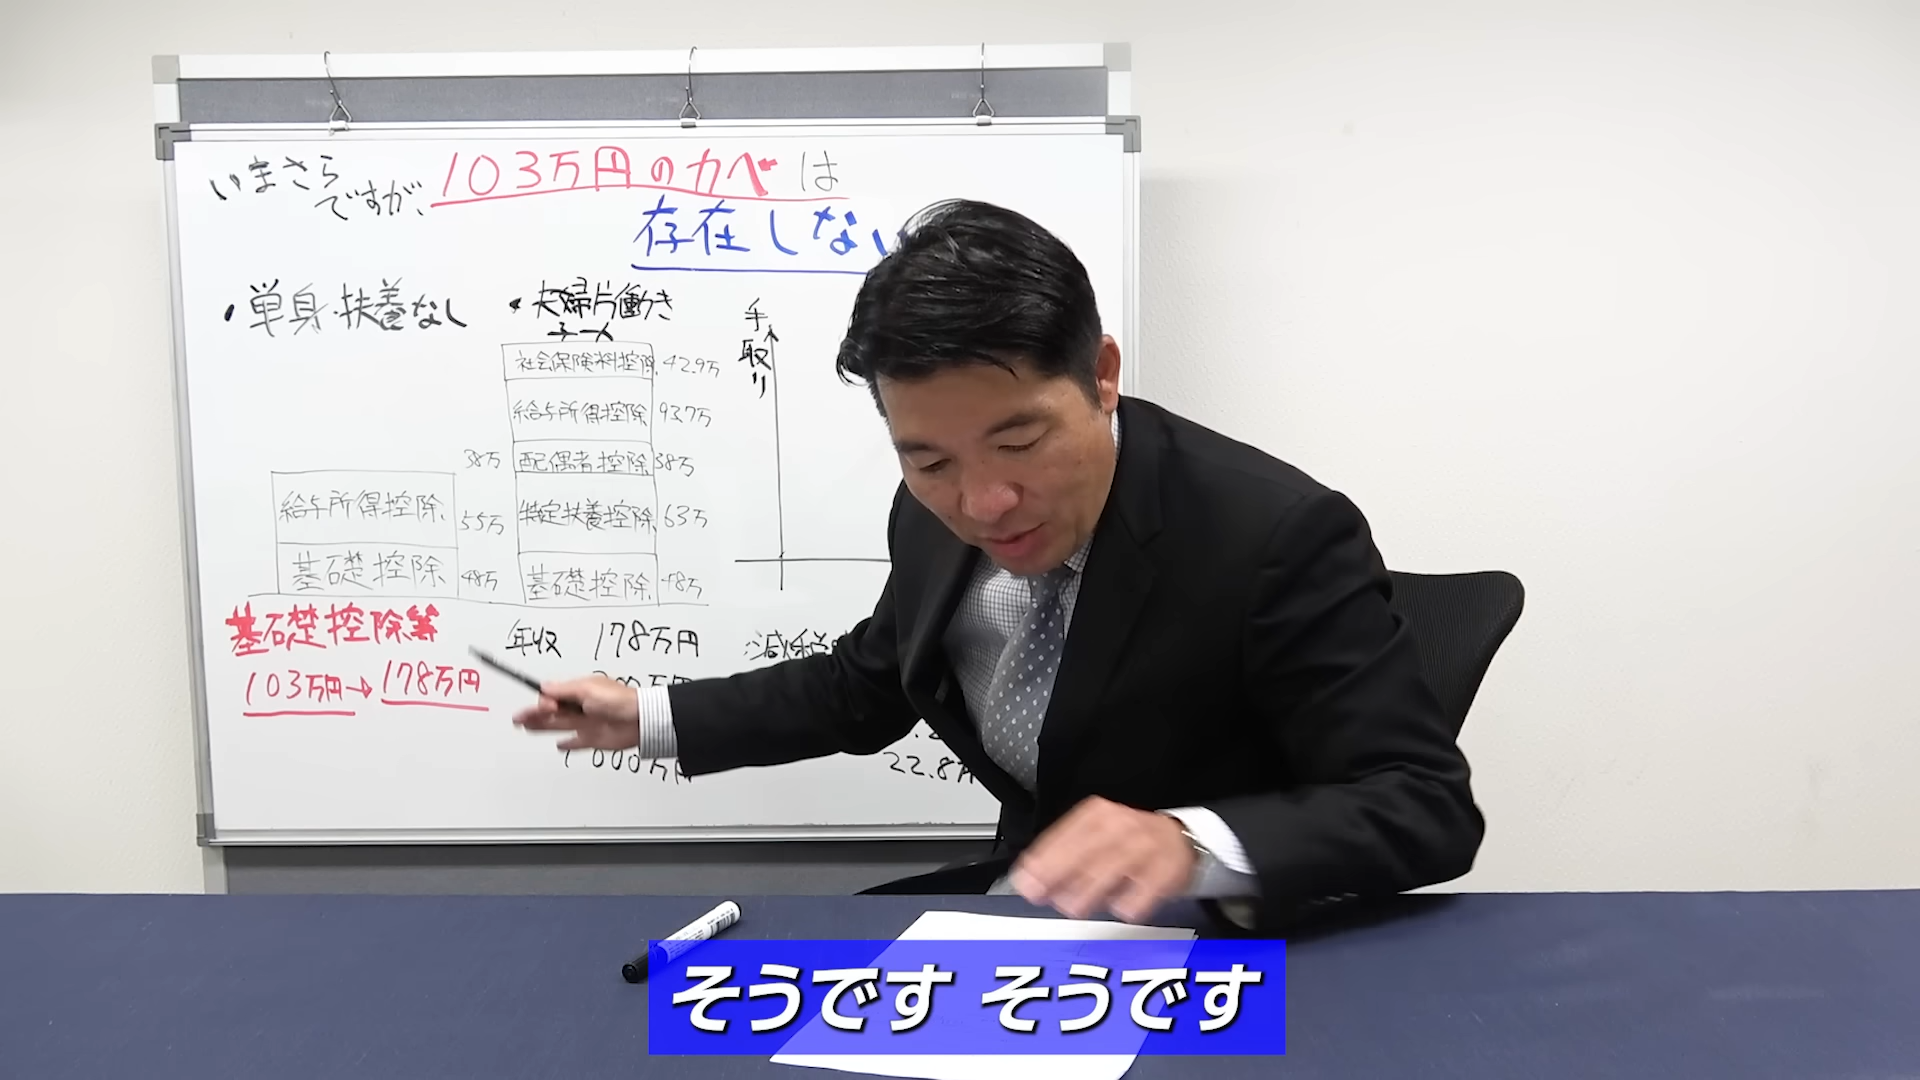 いまさら
ですが、
103万円のカベは
存在しない
・単身・扶養なし
・夫婦片働き
子一人
手取り
社会保険料控除 42.9万
給与所得控除 93.7万
38万
配偶者控除 38万
給与所得控除 55万
特定扶養控除 63万
基礎控除 48万
基礎控除 48万
基礎控除等
103万円→178万円
年収 178万円
22.8万
そうです そうです